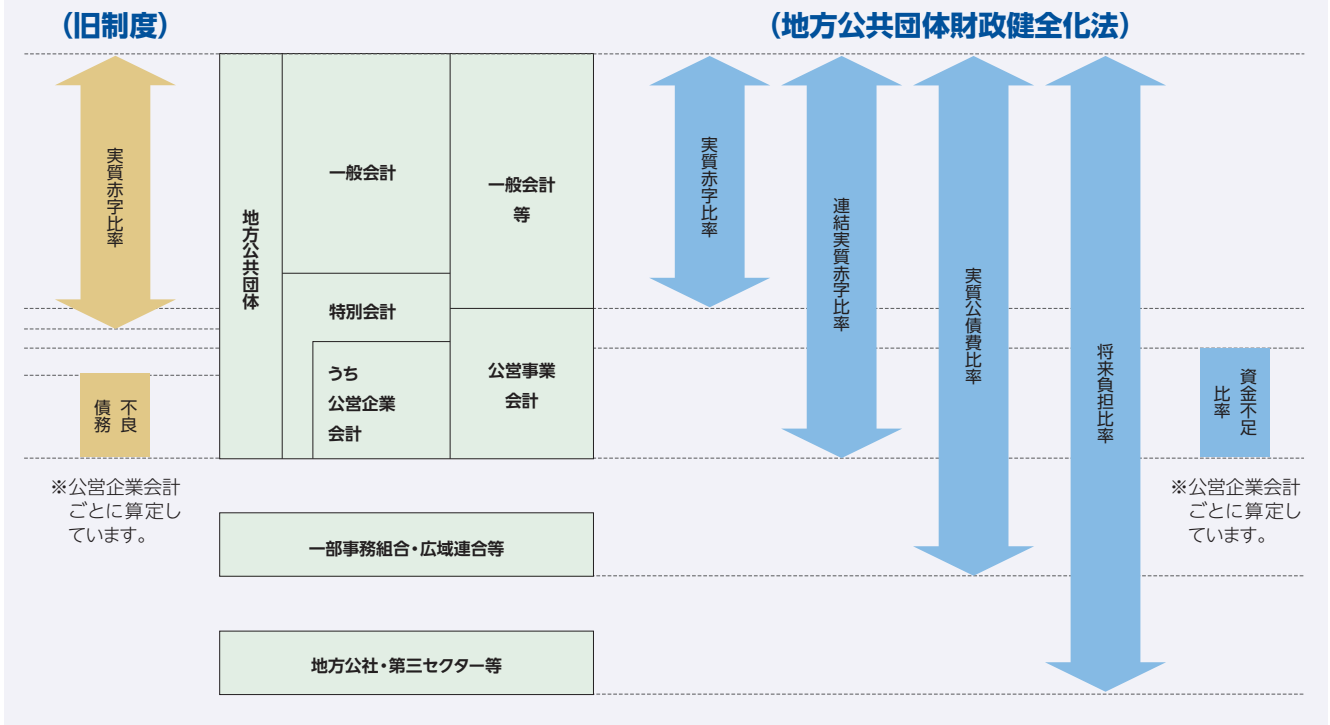 (旧制度)
(地方公共団体財政健全化法)
実質赤字比率
不良
債務
※公営企業会計
ごとに算定し
ています。
地方公共団体
一般会計
特別会計
うち
公営企業
会計
一般会計
等
公営事業
会計
一部事務組合・広域連合等
地方公社・第三セクター等
実質赤字比率
連結実質赤字比率
実質公債費比率
将来負担比率
資金不足
比率
※公営企業会計
ごとに算定し
ています。